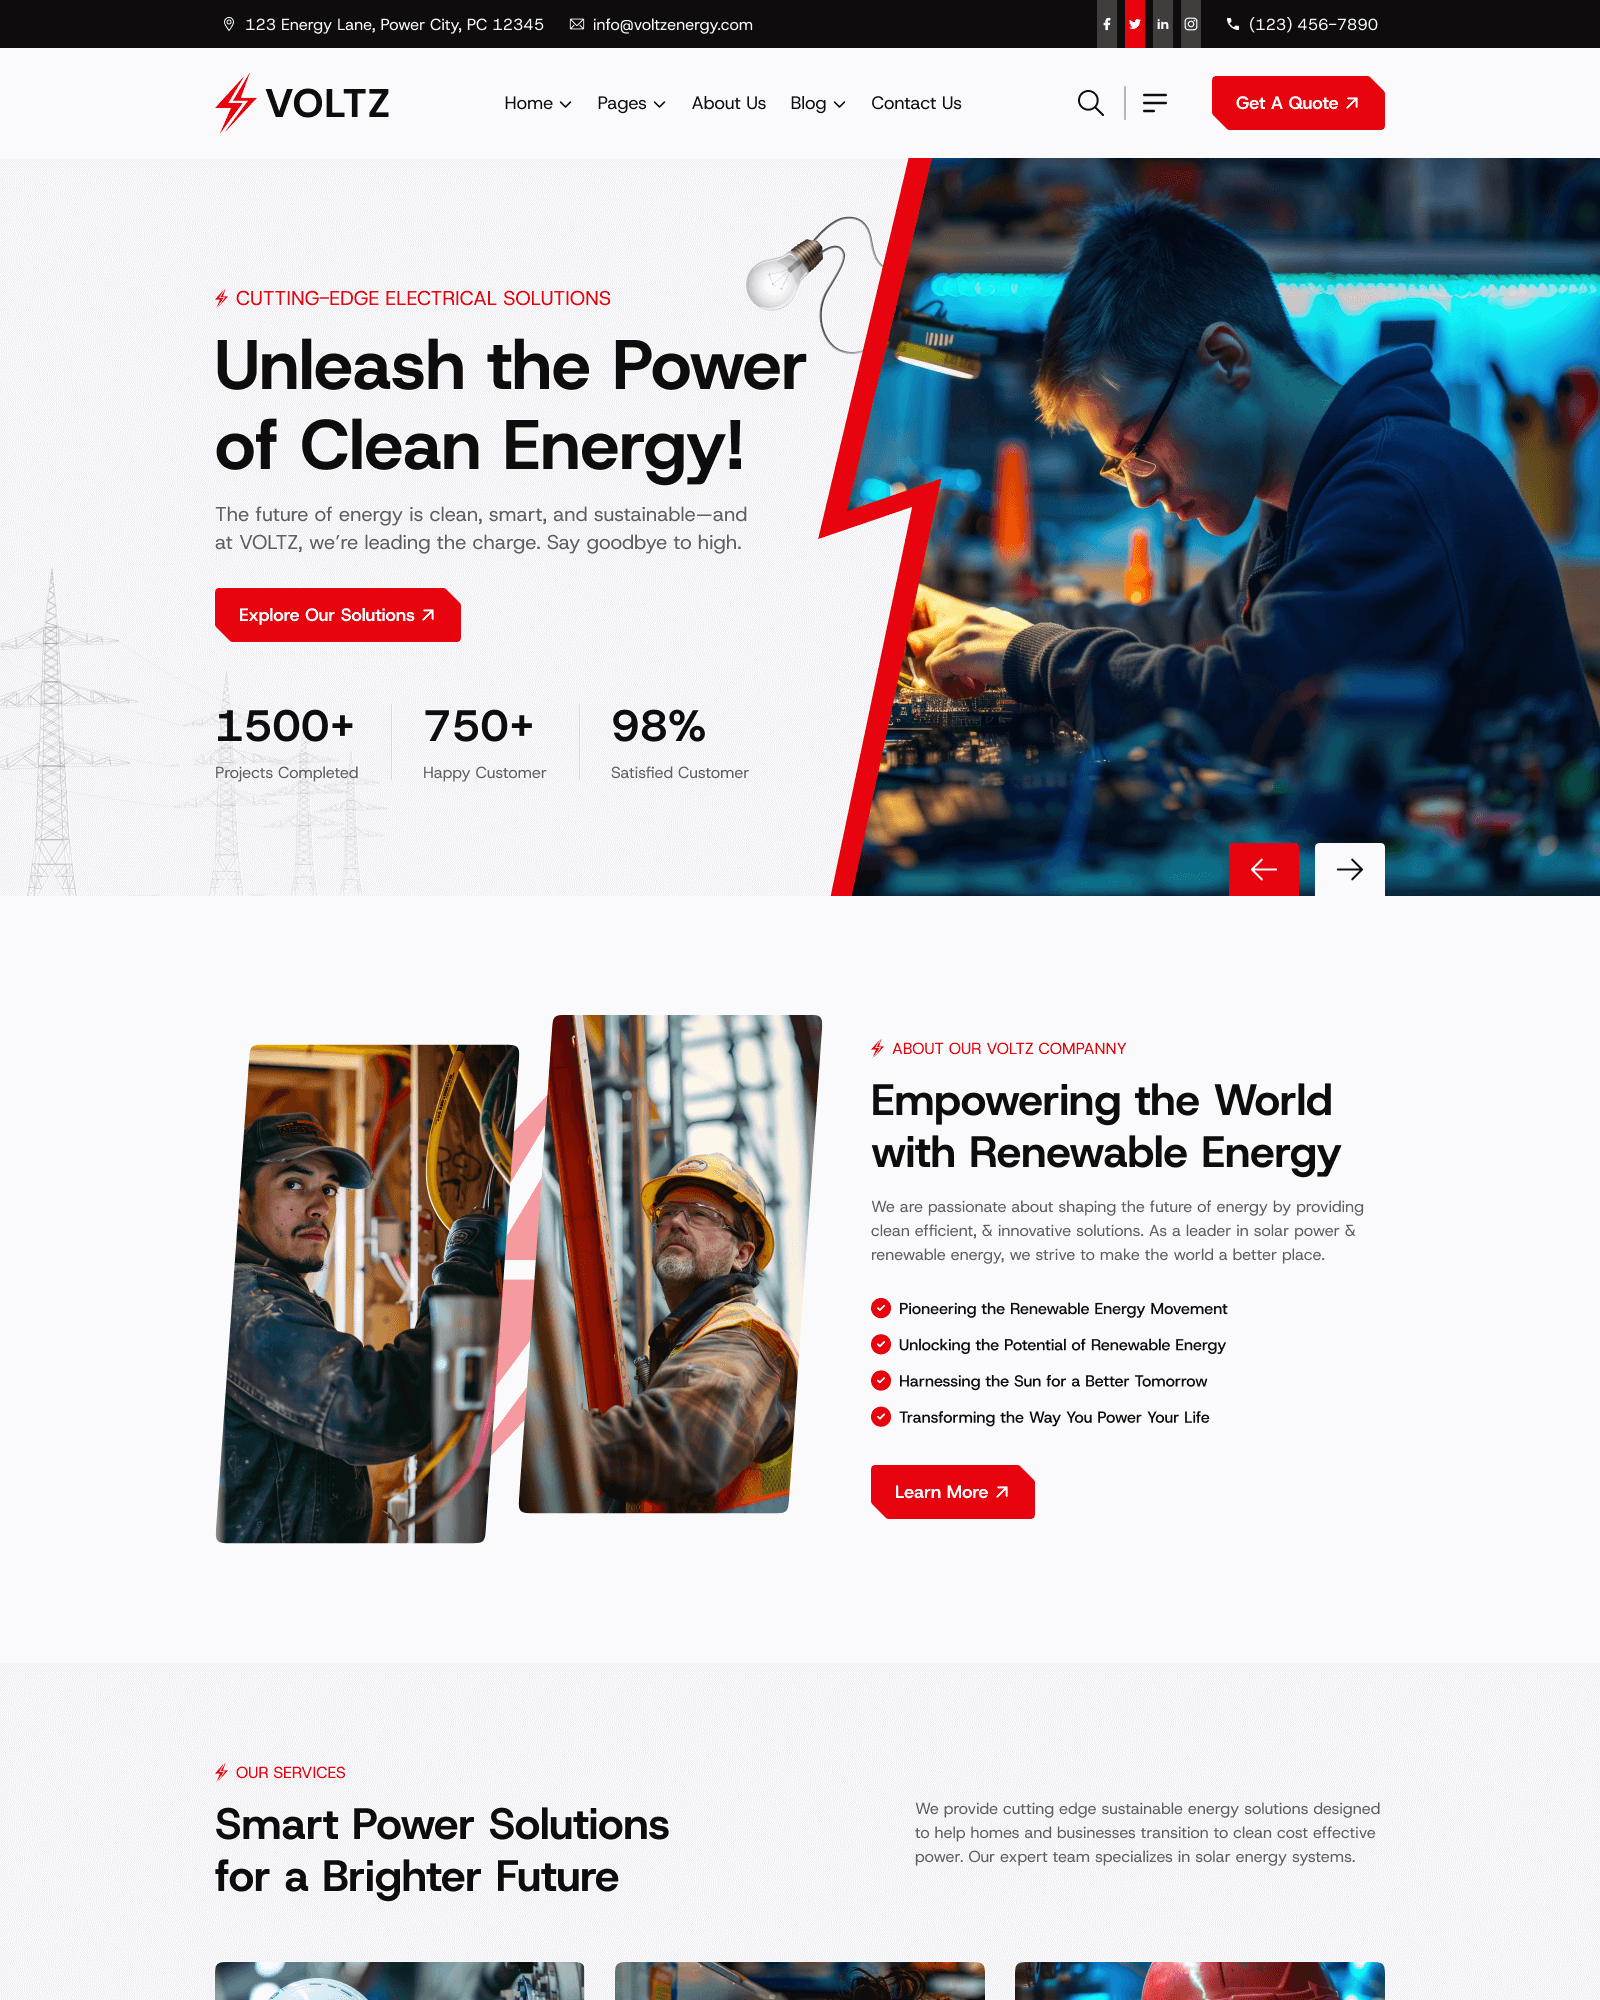 123 Energy Lane, Power City, PC 12345
info@voltzenergy.com
(123) 456-7890
VOLTZ
Home
Pages
About Us
Blog
Contact Us
Get A Quote
CUTTING-EDGE ELECTRICAL SOLUTIONS
Unleash the Power
of Clean Energy!
The future of energy is clean, smart, and sustainable—and
at VOLTZ, we’re leading the charge. Say goodbye to high.
Explore Our Solutions
1500+
Projects Completed
750+
Happy Customer
98%
Satisfied Customer
ABOUT OUR VOLTZ COMPANNY
Empowering the World
with Renewable Energy
We are passionate about shaping the future of energy by providing
clean efficient, & innovative solutions. As a leader in solar power &
renewable energy, we strive to make the world a better place.
Pioneering the Renewable Energy Movement
Unlocking the Potential of Renewable Energy
Harnessing the Sun for a Better Tomorrow
Transforming the Way You Power Your Life
Learn More
OUR SERVICES
Smart Power Solutions
for a Brighter Future
We provide cutting edge sustainable energy solutions designed
to help homes and businesses transition to clean cost effective
power. Our expert team specializes in solar energy systems.